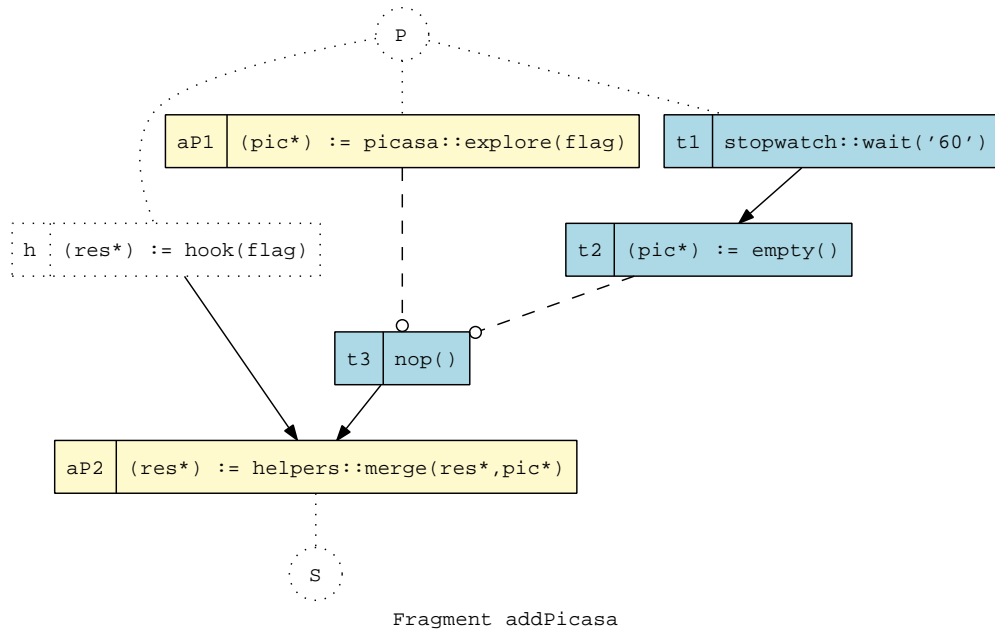 P
aP1 (pic*) := picasa::explore(flag)
t1 stopwatch::wait(’60’)
h (res*) := hook(flag)
t2 (pic*) := empty()
t3 nop()
aP2 (res*) := helpers::merge(res*,pic*)
S
Fragment addPicasa